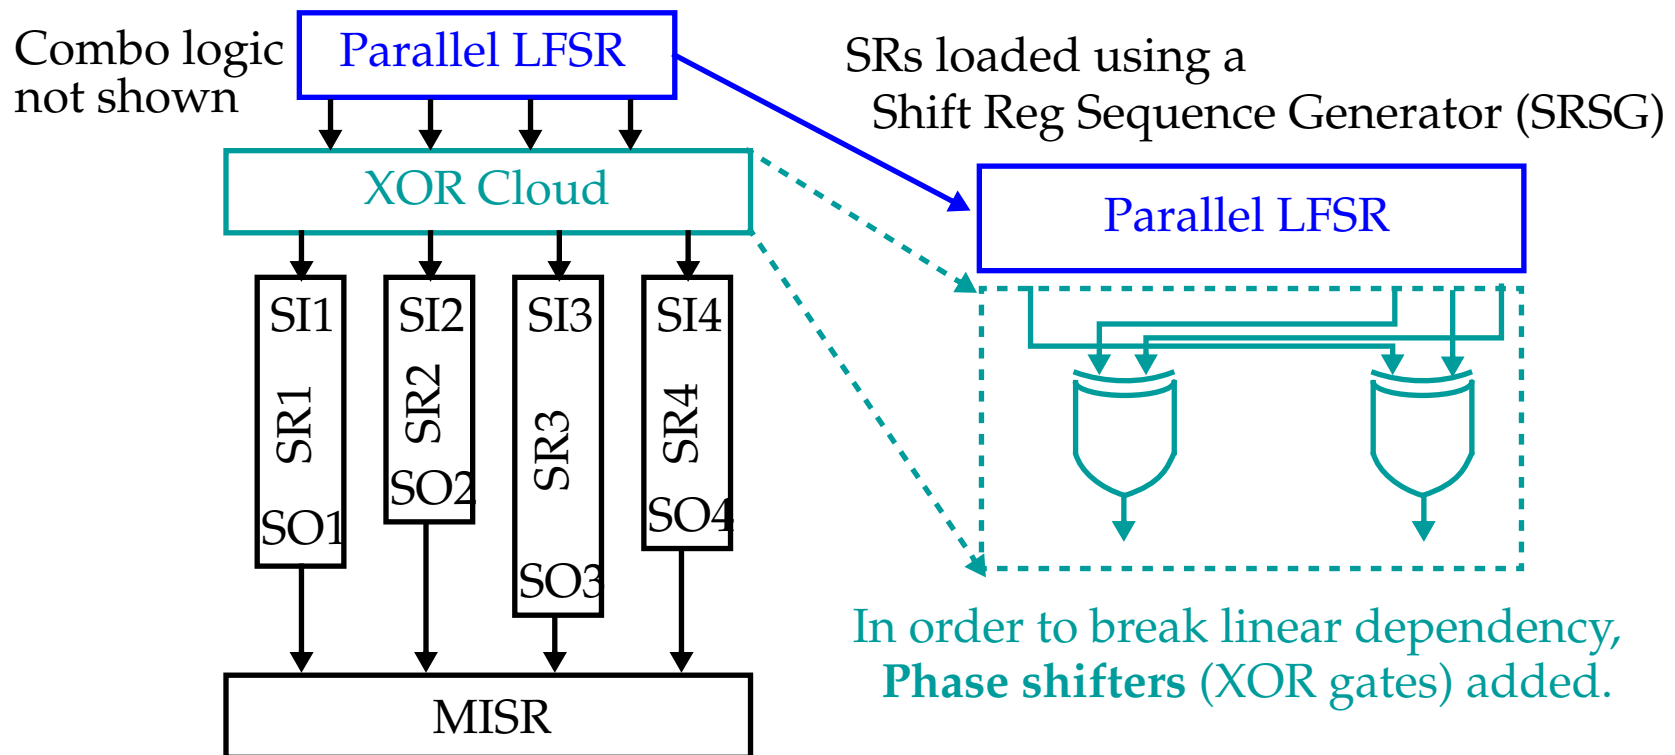 Combo logic
not shown
Parallel LFSR
XOR Cloud
SI1
SR1
SO1
SI2
SR2
SO2
SI3
SR3
SO3
SI4
SR4
SO4
MISR
SRs loaded using a
Shift Reg Sequence Generator (SRSG)
Parallel LFSR
In order to break linear dependency,
Phase shifters (XOR gates) added.